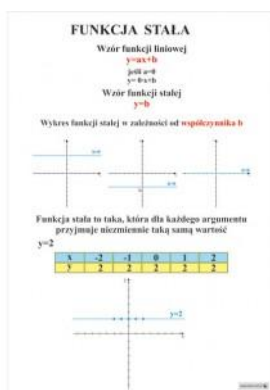 FUNKCJA STAŁA
Wzór funkcji liniowej
y=ax+b
jeśli a=0
y= 0·x+b
Wzór funkcji stałej
y=b
Wykres funkcji stałej w zależności od współczynnika b
Funkcja stała to taka, która dla każdego argumentu
przyjmuje niezmiennie taką samą wartość
y=2
x -2 -1 0 1 2
2 2 2 2 2
y=2